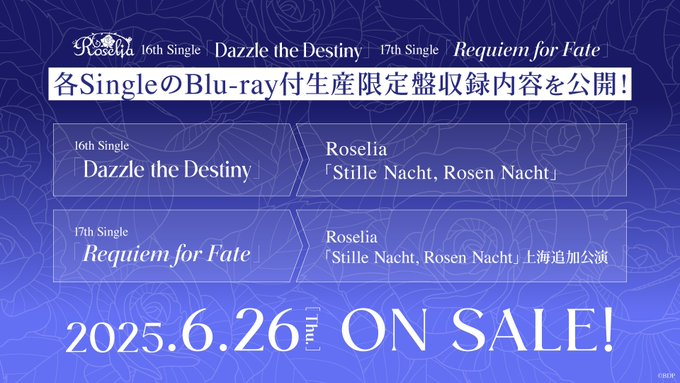 Roselia 16th Single「Dazzle the Destiny」 17th Single「Requiem for Fate」
各SingleのBlu-ray付生産限定盤収録内容を公開!
16th Single
「Dazzle the Destiny」
Roselia
「Stille Nacht, Rosen Nacht」
17th Single
「Requiem for Fate」
Roselia
「Stille Nacht, Rosen Nacht」上海追加公演
2025.6.26[Thu.] ON SALE!
©BDP